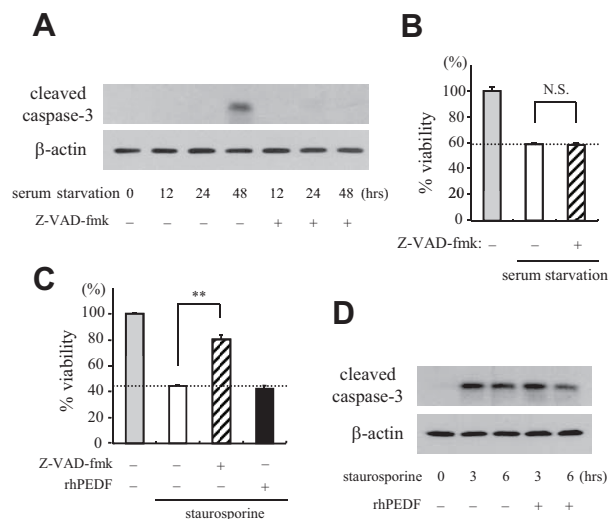 A
cleaved
caspase-3
β-actin
serum starvation 0 12 24 48 12 24 48 (hrs)
Z-VAD-fmk – – – – + + +
B
(%)
100
80
60
40
20
0
% viability
N.S.
Z-VAD-fmk: – – +
serum starvation
C
(%)
100
80
60
40
20
0
% viability
**
Z-VAD-fmk – – + –
rhPEDF – – – +
staurosporine
D
cleaved
caspase-3
β-actin
staurosporine 0 3 6 3 6 (hrs)
rhPEDF – – – + +